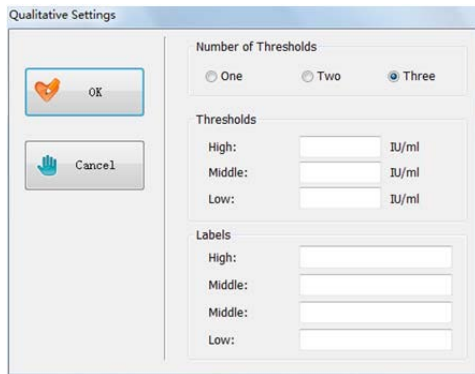 Qualitative Settings
OK
Cancel
Number of Thresholds
One Two Three
Thresholds
High: IU/ml
Middle: IU/ml
Low: IU/ml
Labels
High:
Middle:
Middle:
Low: